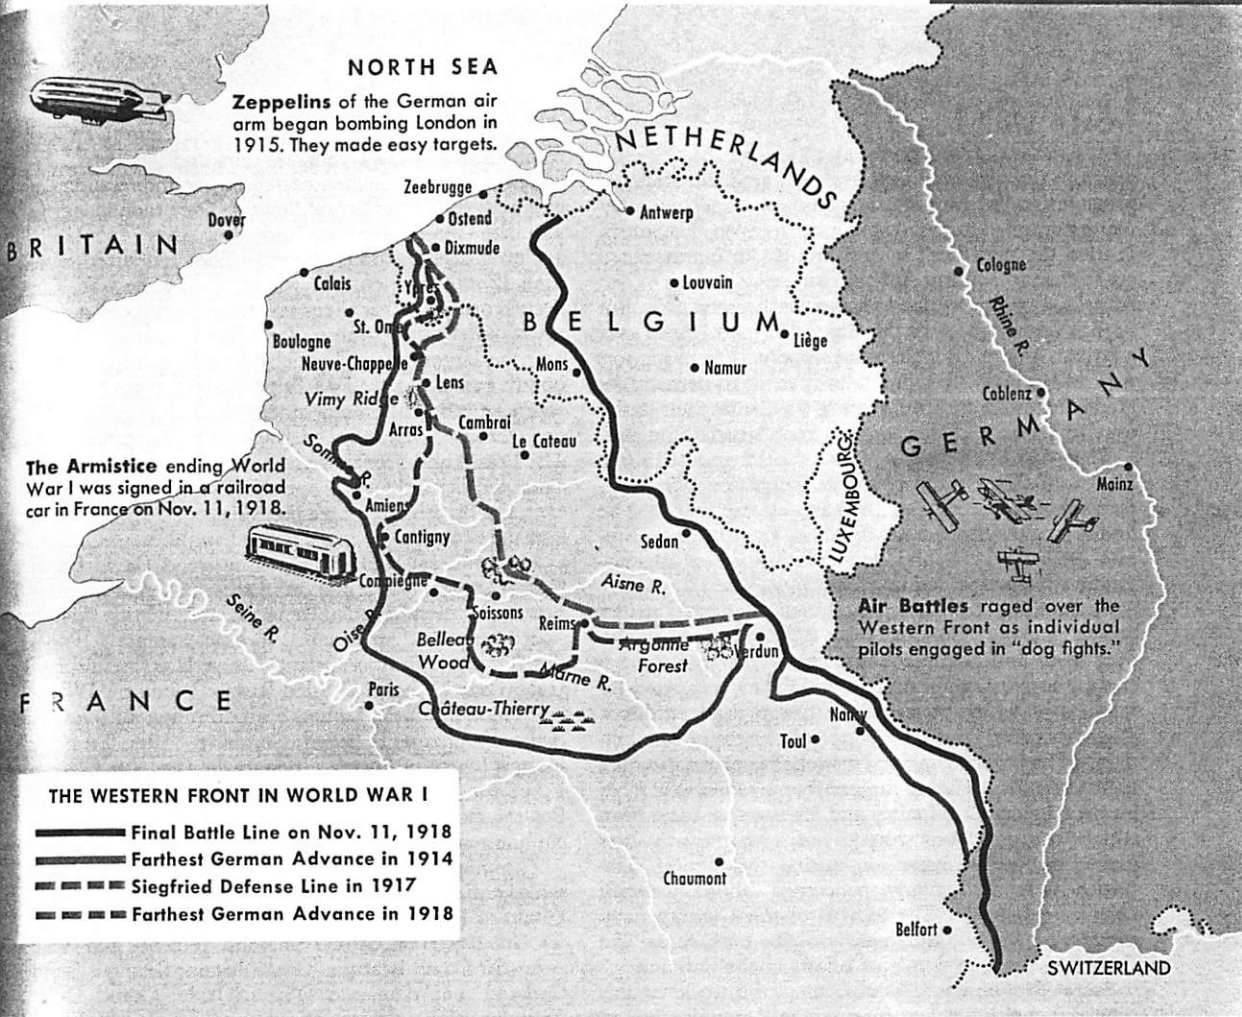 NORTH SEA
Zeppelins of the German air
arm began bombing London in
1915. They made easy targets.
NETHERLANDS
Zeebrugge
Ostend
Antwerp
Dover
BRITAIN
Dixmude
Cologne
Calais
Louvain
Ypres
Rhine R.
St. Ome
BELGIUM
Boulogne
Liège
Neuve-Chappelle
Mons
Namur
Lens
Coblenz
Vimy Ridge
GERMANY
Arras
Cambrai
Le Cateau
Somme R.
The Armistice ending World
War I was signed in a railroad
car in France on Nov. 11, 1918.
Mainz
Amiens
LUXEMBOURG
Cantigny
Sedan
Compiegne
Aisne R.
Seine R.
Oise R.
Soissons
Reims
Air Battles raged over the
Western Front as individual
pilots engaged in "dog fights."
Belleau
Wood
Argonne
Forest
Verdun
Marne R.
FRANCE
Paris
Château-Thierry
Nancy
Toul
THE WESTERN FRONT IN WORLD WAR I
Final Battle Line on Nov. 11, 1918
Farthest German Advance in 1914
Siegfried Defense Line in 1917
Farthest German Advance in 1918
Chaumont
Belfort
SWITZERLAND